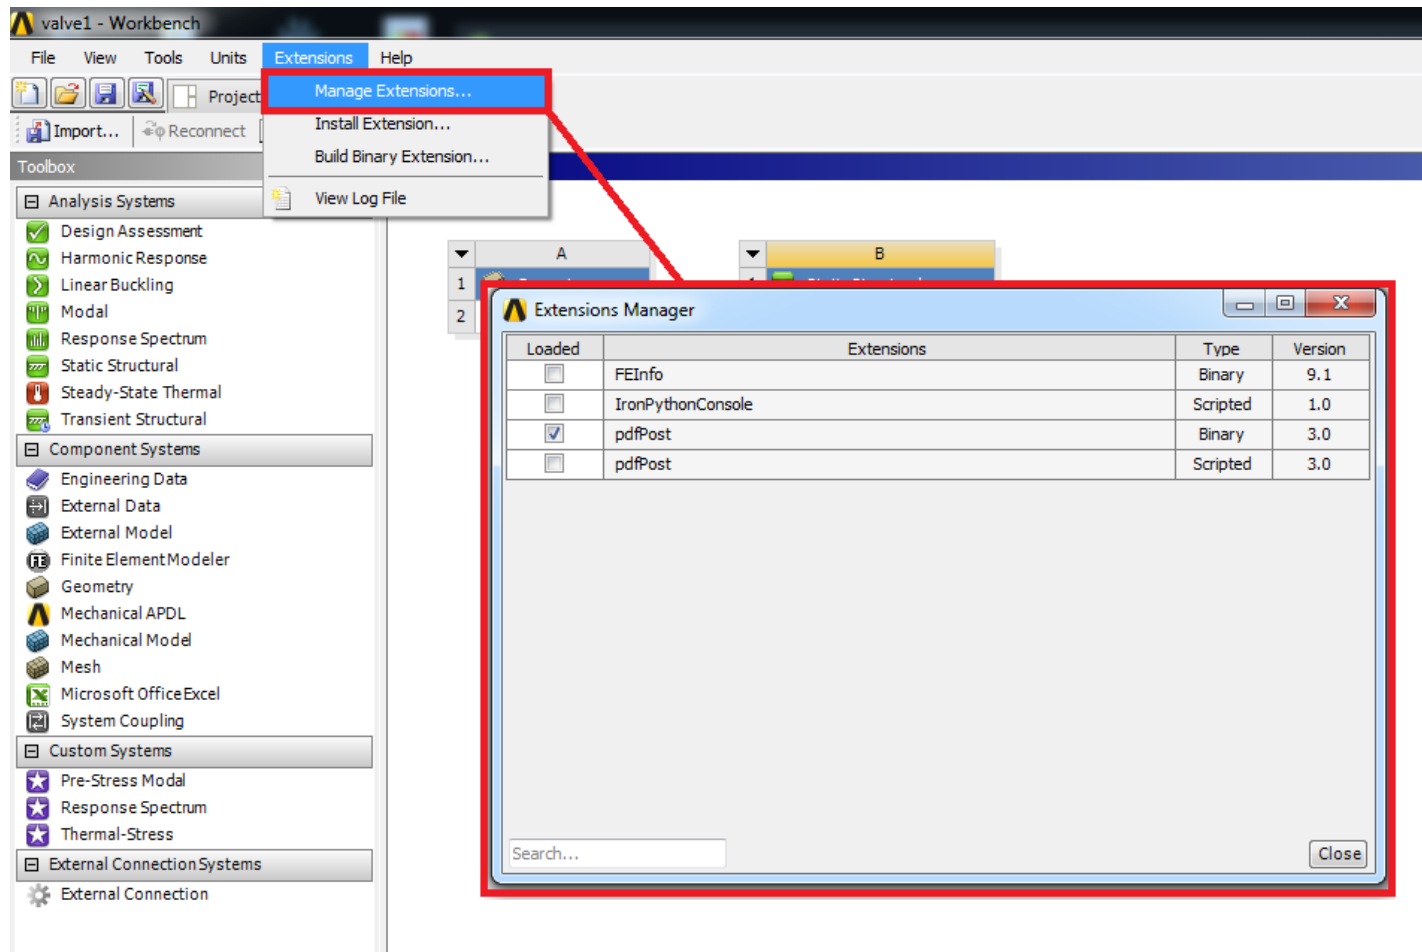 valve1 - Workbench
File View Tools Units Extensions Help
Project
Manage Extensions...
Install Extension...
Build Binary Extension...
View Log File
Import... Reconnect
Toolbox
Analysis Systems
Design Assessment
Harmonic Response
Linear Buckling
Modal
Response Spectrum
Static Structural
Steady-State Thermal
Transient Structural
Component Systems
Engineering Data
External Data
External Model
Finite Element Modeler
Geometry
Mechanical APDL
Mechanical Model
Mesh
Microsoft Office Excel
System Coupling
Custom Systems
Pre-Stress Modal
Response Spectrum
Thermal-Stress
External Connection Systems
External Connection
A B
1
2
Extensions Manager
Loaded Extensions Type Version
FEInfo Binary 9.1
IronPythonConsole Scripted 1.0
pdfPost Binary 3.0
pdfPost Scripted 3.0
Search... Close